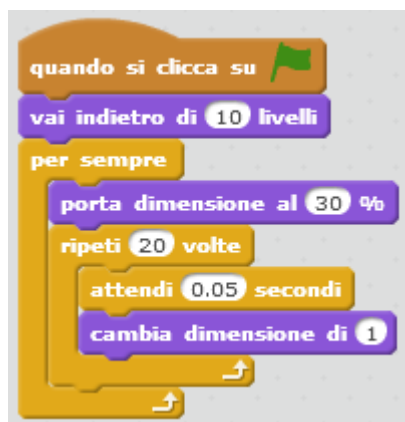 quando si clicca su
vai indietro di 10 livelli
per sempre
porta dimensione al 30 %
ripeti 20 volte
attendi 0.05 secondi
cambia dimensione di 1